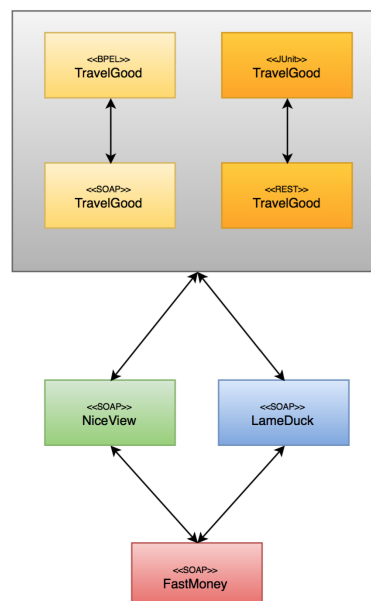 <<BPEL>>
TravelGood
<<JUnit>>
TravelGood
<<SOAP>>
TravelGood
<<REST>>
TravelGood
<<SOAP>>
NiceView
<<SOAP>>
LameDuck
<<SOAP>>
FastMoney